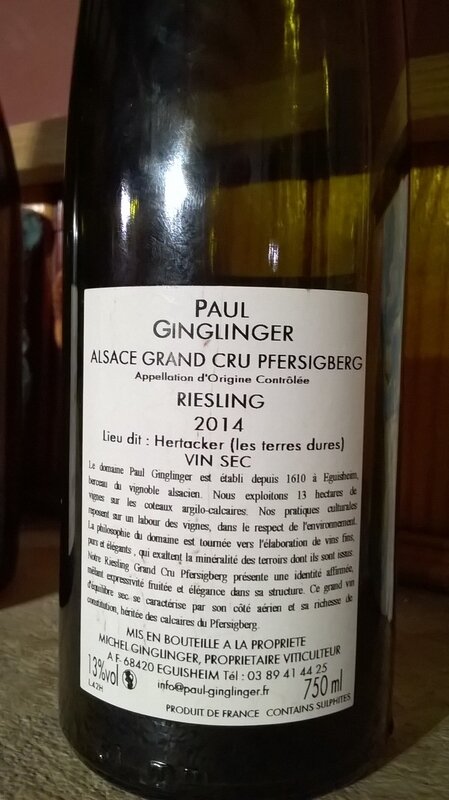 PAUL
GINGLINGER
ALSACE GRAND CRU PFERSIGBERG
Appellation d'Origine Contrôlée
RIESLING
2014
Lieu dit : Hertacker (les terres dures)
VIN SEC
Le domaine Paul Ginglinger est établi depuis 1610 à Eguisheim,
berceau du vignoble alsacien. Nous exploitons 13 hectares de
vignes sur les coteaux argilo-calcaires. Nos pratiques culturales
reposent sur un labour des vignes, dans le respect de l'environnement.
La philosophie du domaine est tournée vers l'élaboration de vins fins,
purs et élégants , qui exaltent la minéralité des terroirs dont ils sont issus.
Notre Riesling Grand Cru Pfersigberg présente une identité affirmée,
mêlant expressivité fruitée et élégance dans sa structure. Ce grand vin
d'équilibre sec, se caractérise par son côté aérien et sa richesse de
constitution, héritée des calcaires du Pfersigberg.
MIS EN BOUTEILLE A LA PROPRIETE
MICHEL GINGLINGER, PROPRIETAIRE VITICULTEUR
A F- 68420 EGUISHEIM Tél : 03 89 41 44 25
13%vol info@paul-ginglinger.fr 750 ml
L42H
PRODUIT DE FRANCE CONTAINS SULPHITES